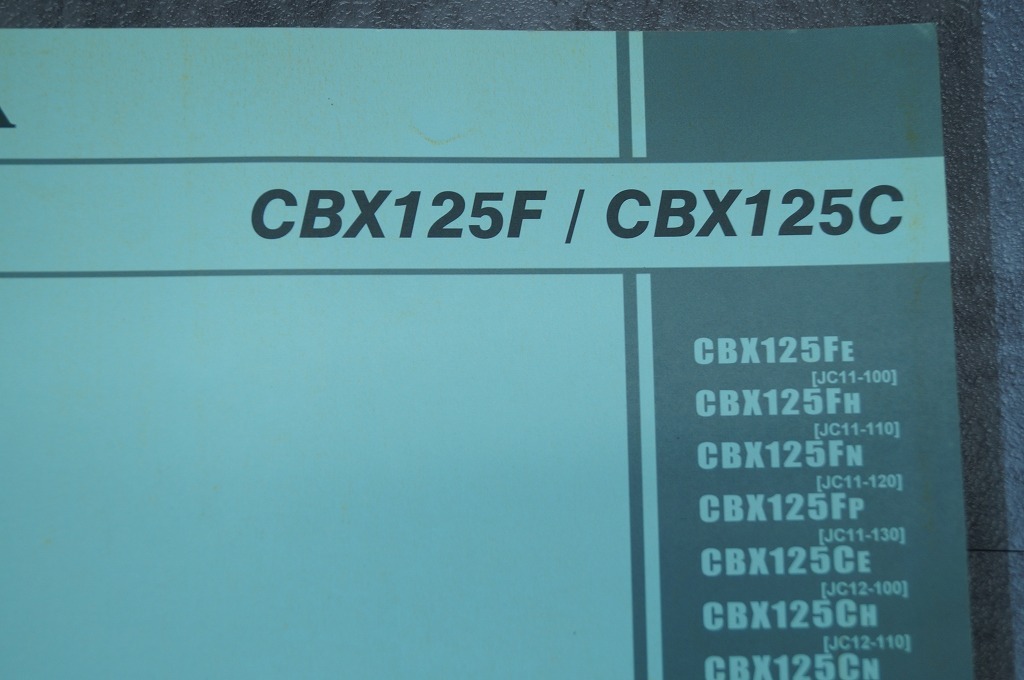 CBX125F / CBX125C
CBX125FE
[JC11-100]
CBX125FH
[JC11-110]
CBX125FN
[JC11-120]
CBX125FP
[JC11-130]
CBX125CE
[JC12-100]
CBX125CH
[JC12-110]
CBX125CN